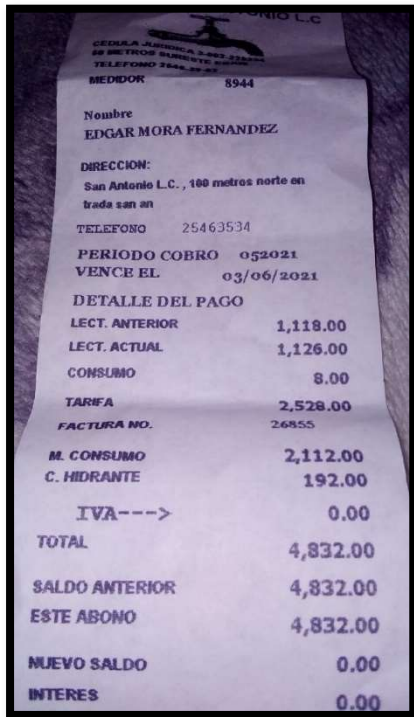 ONIO L.C
CEDULA JURIDICA
METROS SURESTE
TELEFONO
MEDIDOR 8944
Nombre
EDGAR MORA FERNANDEZ
DIRECCION:
San Antonio L.C., 100 metros norte en
trada san an
TELEFONO 25463534
PERIODO COBRO 052021
VENCE EL 03/06/2021
DETALLE DEL PAGO
LECT. ANTERIOR 1,118.00
LECT. ACTUAL 1,126.00
CONSUMO 8.00
TARIFA 2,528.00
FACTURA NO. 26855
M. CONSUMO 2,112.00
C. HIDRANTE 192.00
IVA---> 0.00
TOTAL 4,832.00
SALDO ANTERIOR 4,832.00
ESTE ABONO 4,832.00
NUEVO SALDO 0.00
INTERES 0.00